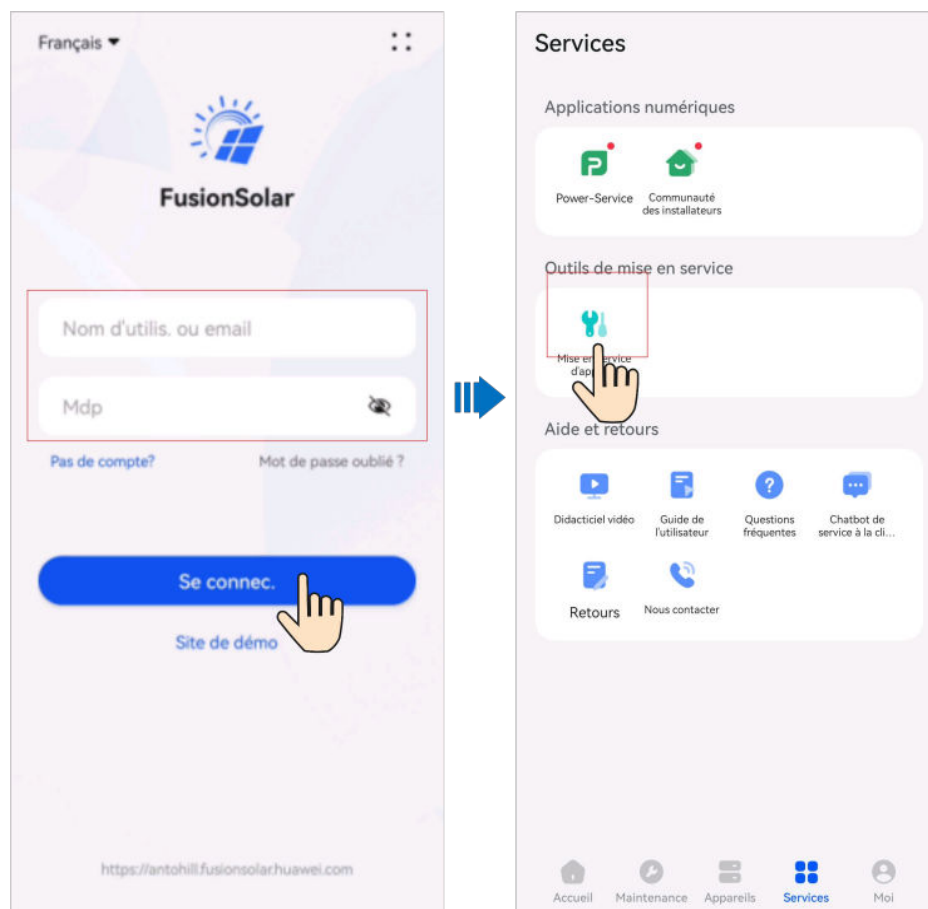 Français
FusionSolar
Nom d'utilis. ou email
Mdp
Pas de compte?
Mot de passe oublié ?
Se connec.
Site de démo
https://antohill.fusionsolar.huawei.com
Services
Applications numériques
Power-Service
Communauté
des installateurs
Outils de mise en service
Mise en service
Aide et retours
Didacticiel vidéo
Guide de
l'utilisateur
Questions
fréquentes
Chatbot de
service à la cli...
Retours
Nous contacter
Accueil
Maintenance
Appareils
Services
Moi